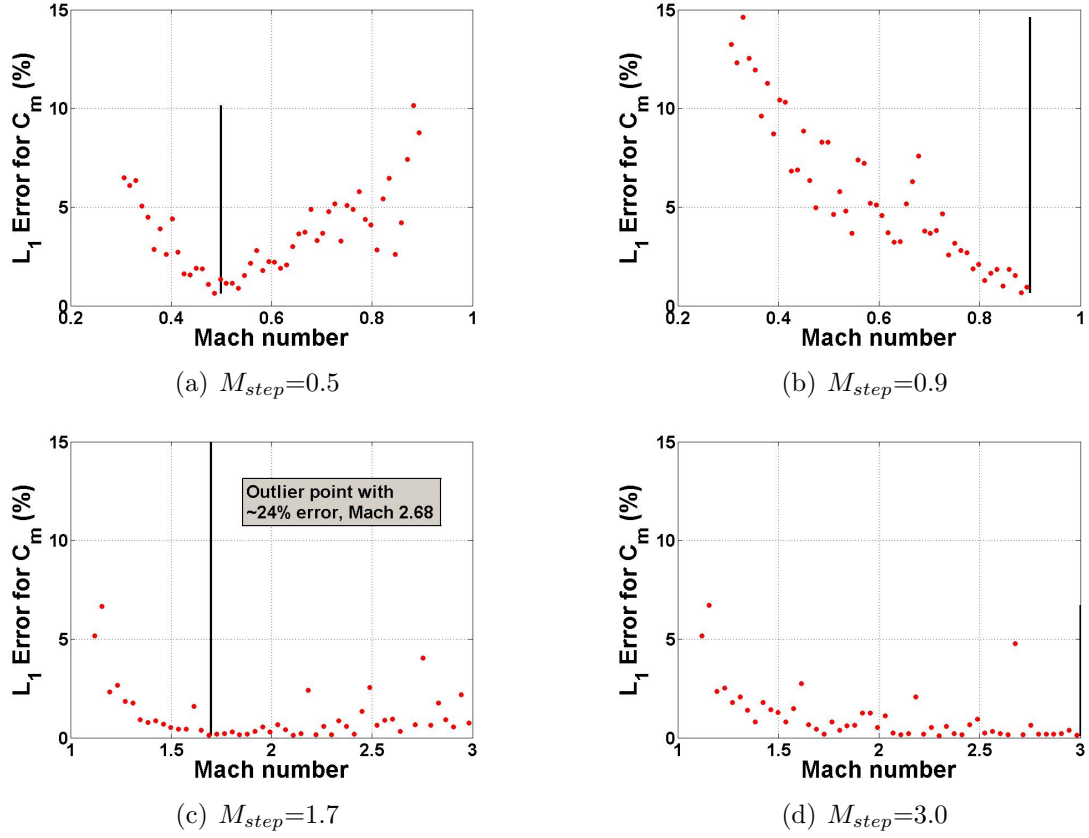 15
10
5
0
0.2 0.4 0.6 0.8 1
L₁ Error for Cₘ (%)
Mach number
(a) M_step=0.5
15
10
5
0
0.2 0.4 0.6 0.8 1
L₁ Error for Cₘ (%)
Mach number
(b) M_step=0.9
15
10
5
0
1 1.5 2 2.5 3
L₁ Error for Cₘ (%)
Outlier point with
~24% error, Mach 2.68
Mach number
(c) M_step=1.7
15
10
5
0
1 1.5 2 2.5 3
L₁ Error for Cₘ (%)
Mach number
(d) M_step=3.0